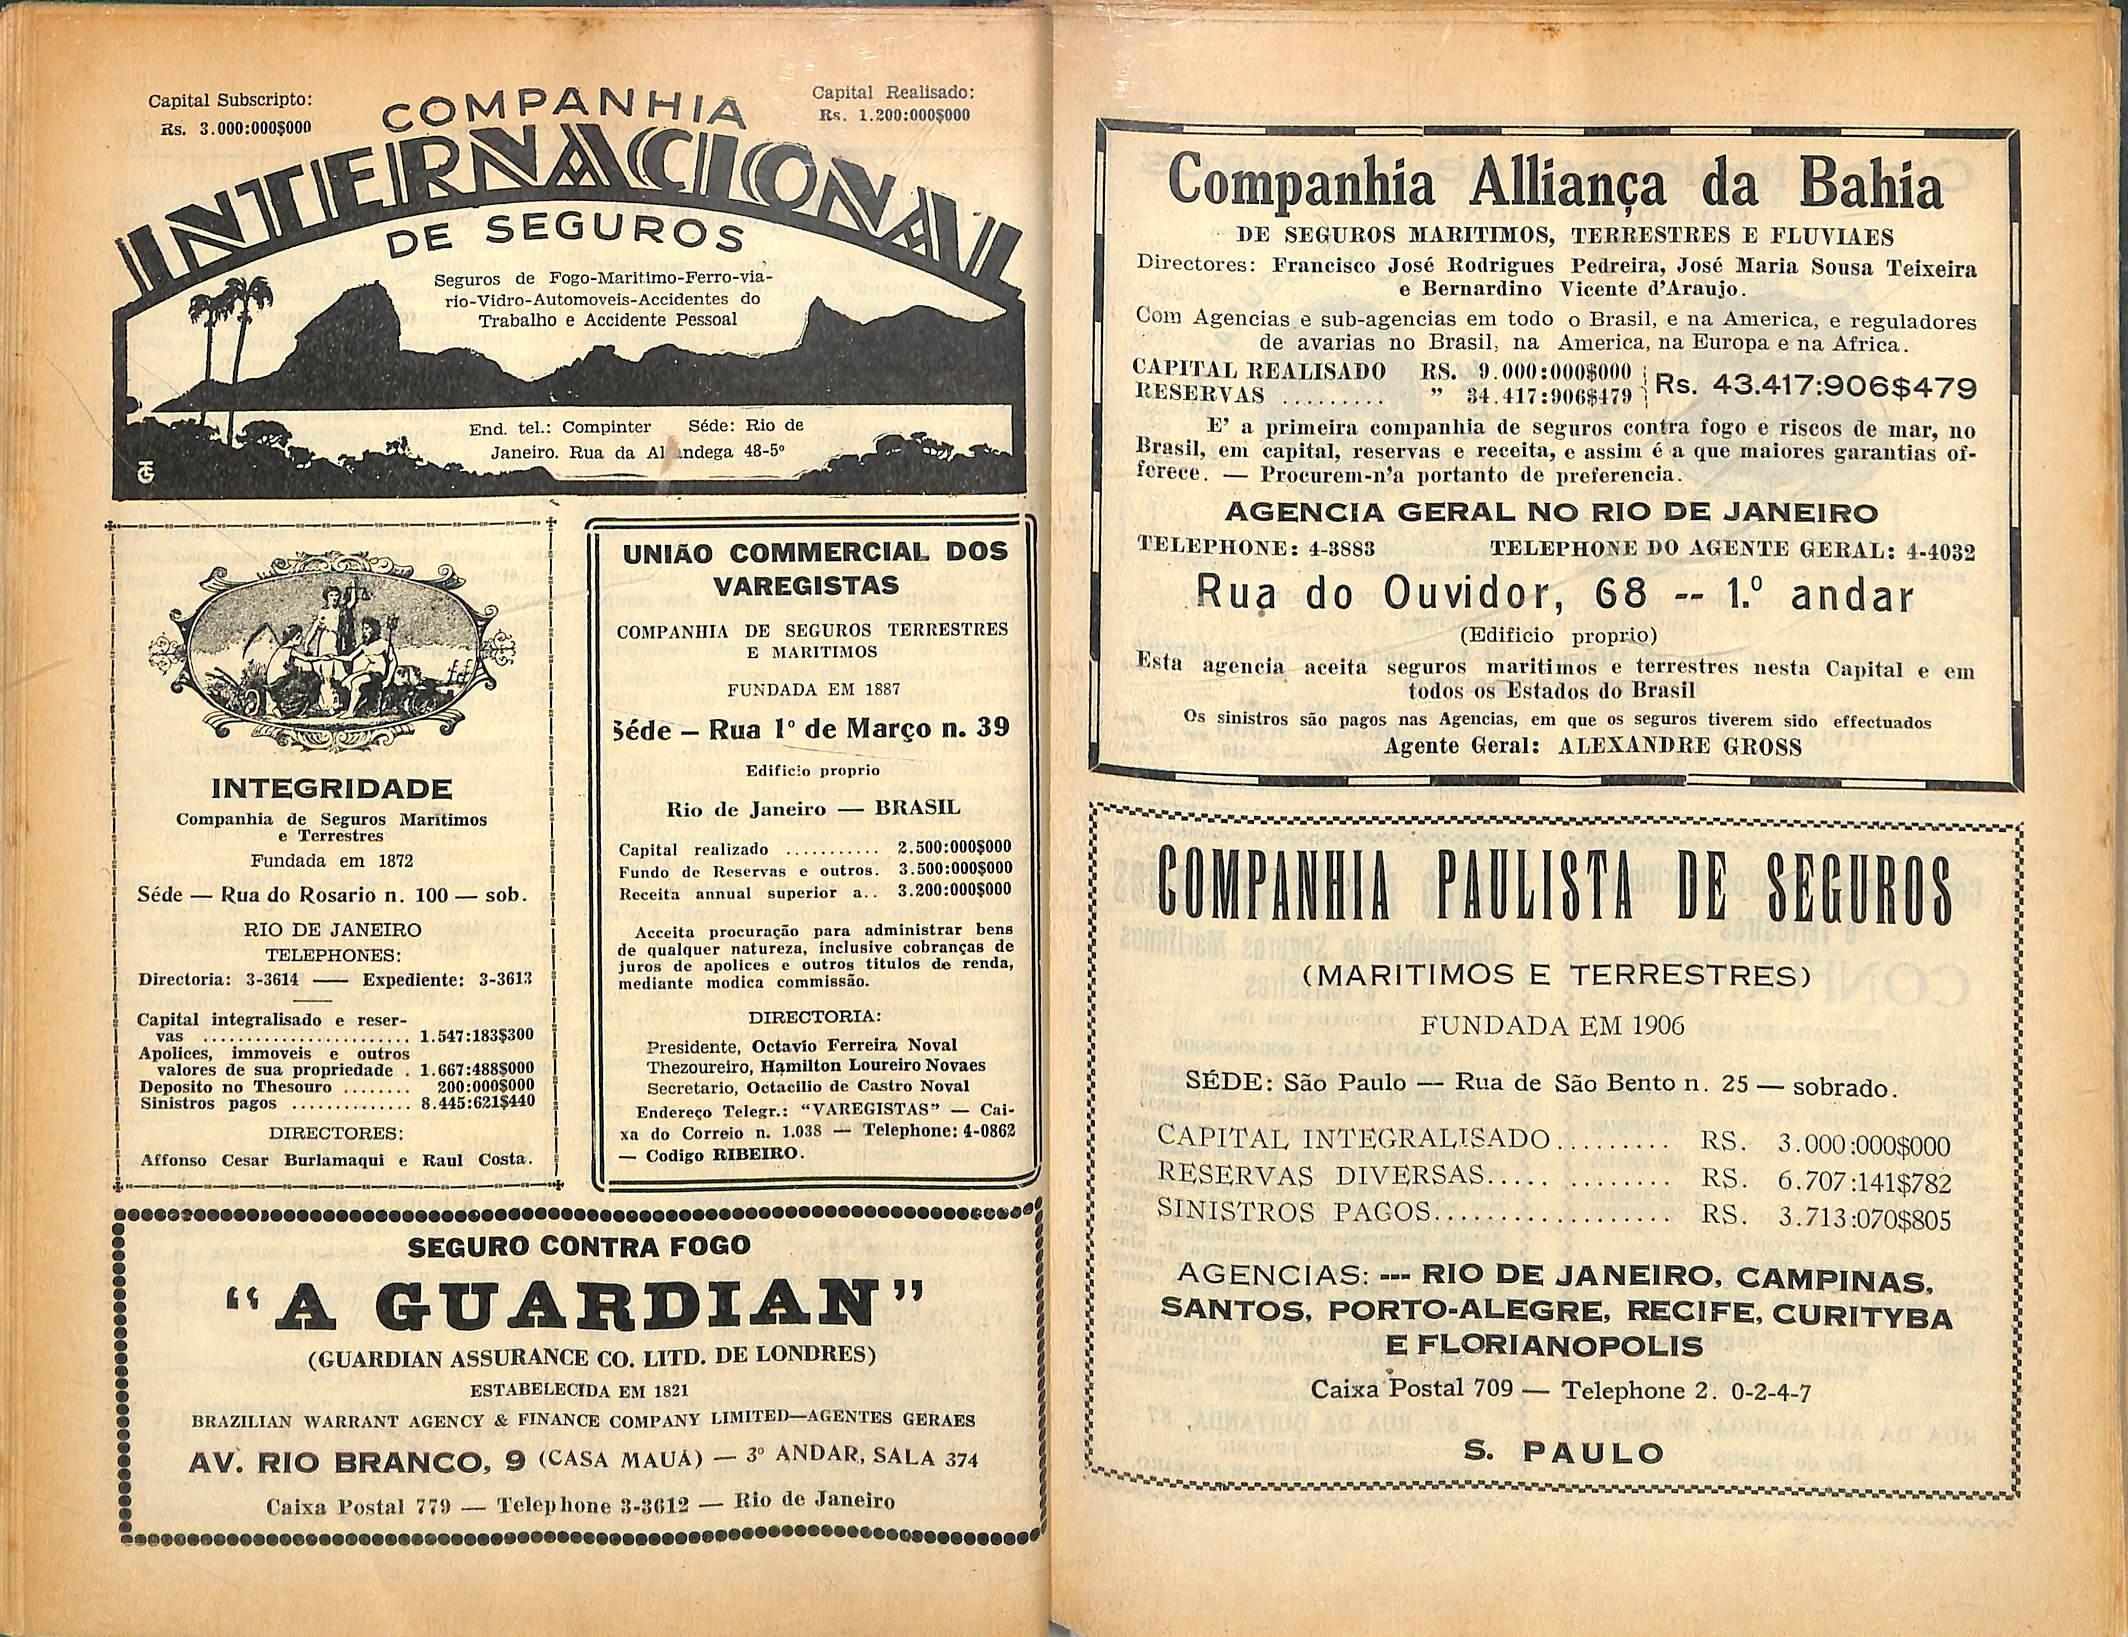 Capital Subscripto:
Rs. 3.000:000$000
Capital Realisado:
Rs. 1.200:000$000
COMPANHIA
INTERNACIONAL
DE SEGUROS
Seguros de Fogo-Maritimo-Ferro-via-
rio-Vidro-Automoveis-Accidentes do
Trabalho e Accidente Pessoal
End. tel.: Compinter Séde: Rio de
Janeiro. Rua da Alfandega 48-5º
INTEGRIDADE
Companhia de Seguros Maritimos
e Terrestres
Fundada em 1872
Séde — Rua do Rosario n. 100 — sob.
RIO DE JANEIRO
TELEPHONES:
Directoria: 3-3614 — Expediente: 3-3613
Capital integralisado e reser-
vas ....................... 1.547:183$300
Apolices, immoveis e outros
valores de sua propriedade . 1.667:488$000
Deposito no Thesouro ........ 200:000$000
Sinistros pagos .............. 8.445:621$440
DIRECTORES:
Affonso Cesar Burlamaqui e Raul Costa.
UNIÃO COMMERCIAL DOS
VAREGISTAS
COMPANHIA DE SEGUROS TERRESTRES
E MARITIMOS
FUNDADA EM 1887
Séde — Rua 1º de Março n. 39
Edificio proprio
Rio de Janeiro — BRASIL
Capital realizado ........... 2.500:000$000
Fundo de Reservas e outros. 3.500:000$000
Receita annual superior a.. 3.200:000$000
Acceita procuração para administrar bens
de qualquer natureza, inclusive cobranças de
juros de apolices e outros titulos de renda,
mediante modica commissão.
DIRECTORIA:
Presidente, Octavio Ferreira Noval
Thezoureiro, Hamilton Loureiro Novaes
Secretario, Octacilio de Castro Noval
Endereço Telegr.: “VAREGISTAS” — Cai-
xa do Correio n. 1.038 — Telephone: 4-0862
— Codigo RIBEIRO.
SEGURO CONTRA FOGO
“A GUARDIAN”
(GUARDIAN ASSURANCE CO. LITD. DE LONDRES)
ESTABELECIDA EM 1821
BRAZILIAN WARRANT AGENCY & FINANCE COMPANY LIMITED—AGENTES GERAES
AV. RIO BRANCO, 9 (CASA MAUÁ) — 3º ANDAR, SALA 374
Caixa Postal 779 — Telephone 3-3612 — Rio de Janeiro
Companhia Alliança da Bahia
DE SEGUROS MARITIMOS, TERRESTRES E FLUVIAES
Directores: Francisco José Rodrigues Pedreira, José Maria Sousa Teixeira
e Bernardino Vicente d'Araujo.
Com Agencias e sub-agencias em todo o Brasil, e na America, e reguladores
de avarias no Brasil, na America, na Europa e na Africa.
CAPITAL REALISADO RS. 9.000:000$000
RESERVAS ......... ” 34.417:906$479 Rs. 43.417:906$479
E' a primeira companhia de seguros contra fogo e riscos de mar, no
Brasil, em capital, reservas e receita, e assim é a que maiores garantias of-
ferece. — Procurem-n'a portanto de preferencia.
AGENCIA GERAL NO RIO DE JANEIRO
TELEPHONE: 4-3883 TELEPHONE DO AGENTE GERAL: 4-4032
Rua do Ouvidor, 68 -- 1.º andar
(Edificio proprio)
Esta agencia aceita seguros maritimos e terrestres nesta Capital e em
todos os Estados do Brasil
Os sinistros são pagos nas Agencias, em que os seguros tiverem sido effectuados
Agente Geral: ALEXANDRE GROSS
COMPANHIA PAULISTA DE SEGUROS
(MARITIMOS E TERRESTRES)
FUNDADA EM 1906
SÉDE: São Paulo — Rua de São Bento n. 25 — sobrado.
CAPITAL INTEGRALISADO......... RS. 3.000:000$000
RESERVAS DIVERSAS..... ........ RS. 6.707:141$782
SINISTROS PAGOS.................. RS. 3.713:070$805
AGENCIAS: --- RIO DE JANEIRO, CAMPINAS,
SANTOS, PORTO-ALEGRE, RECIFE, CURITYBA
E FLORIANOPOLIS
Caixa Postal 709 — Telephone 2. 0-2-4-7
S. PAULO